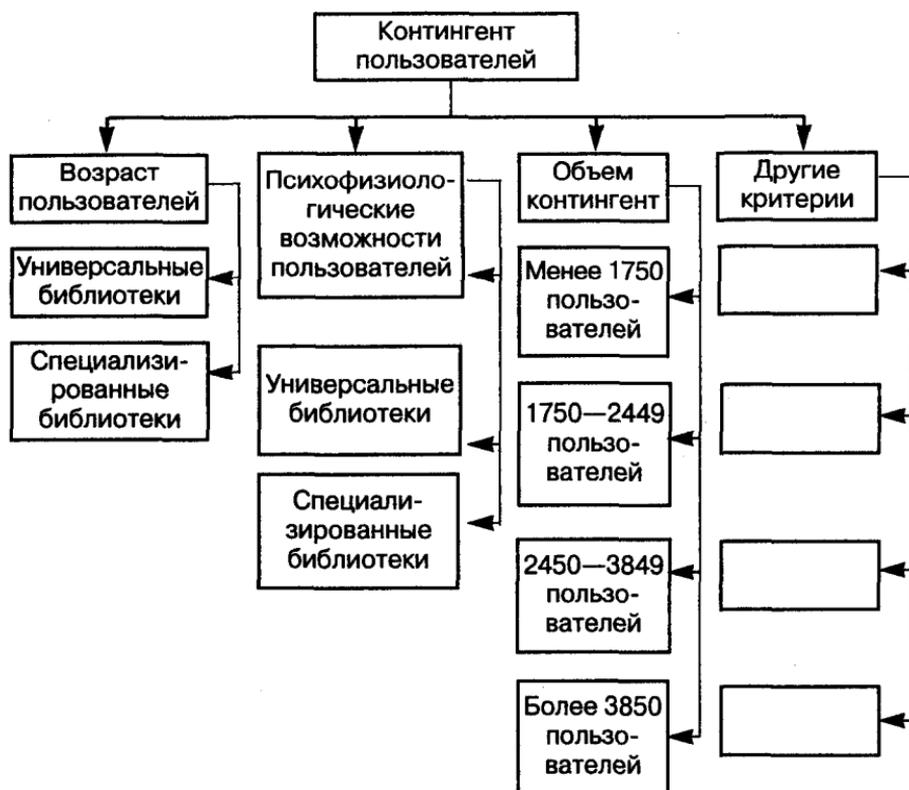 Контингент
пользователей
Возраст
пользователей
Универсальные
библиотеки
Специализи-
рованные
библиотеки
Психофизиоло-
гические
возможности
пользователей
Универсальные
библиотеки
Специали-
зированные
библиотеки
Объем
контингент
Менее 1750
пользо-
вателей
1750—2449
пользо-
вателей
2450—3849
пользо-
вателей
Более 3850
пользо-
вателей
Другие
критерии